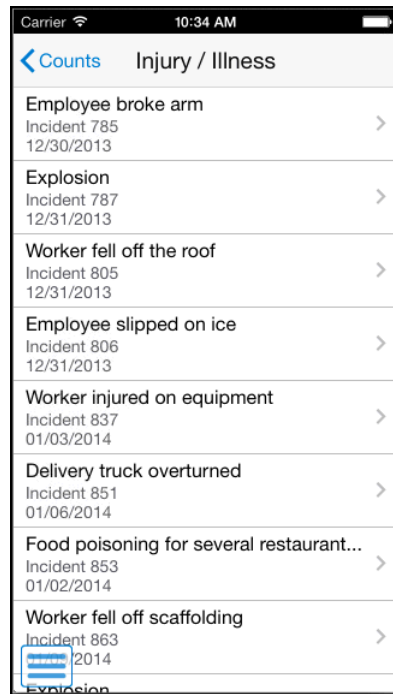 Carrier 10:34 AM
Counts Injury / Illness
Employee broke arm
Incident 785
12/30/2013
Explosion
Incident 787
12/31/2013
Worker fell off the roof
Incident 805
12/31/2013
Employee slipped on ice
Incident 806
12/31/2013
Worker injured on equipment
Incident 837
01/03/2014
Delivery truck overturned
Incident 851
01/06/2014
Food poisoning for several restaurant...
Incident 853
01/02/2014
Worker fell off scaffolding
Incident 863
01/09/2014
Explosion